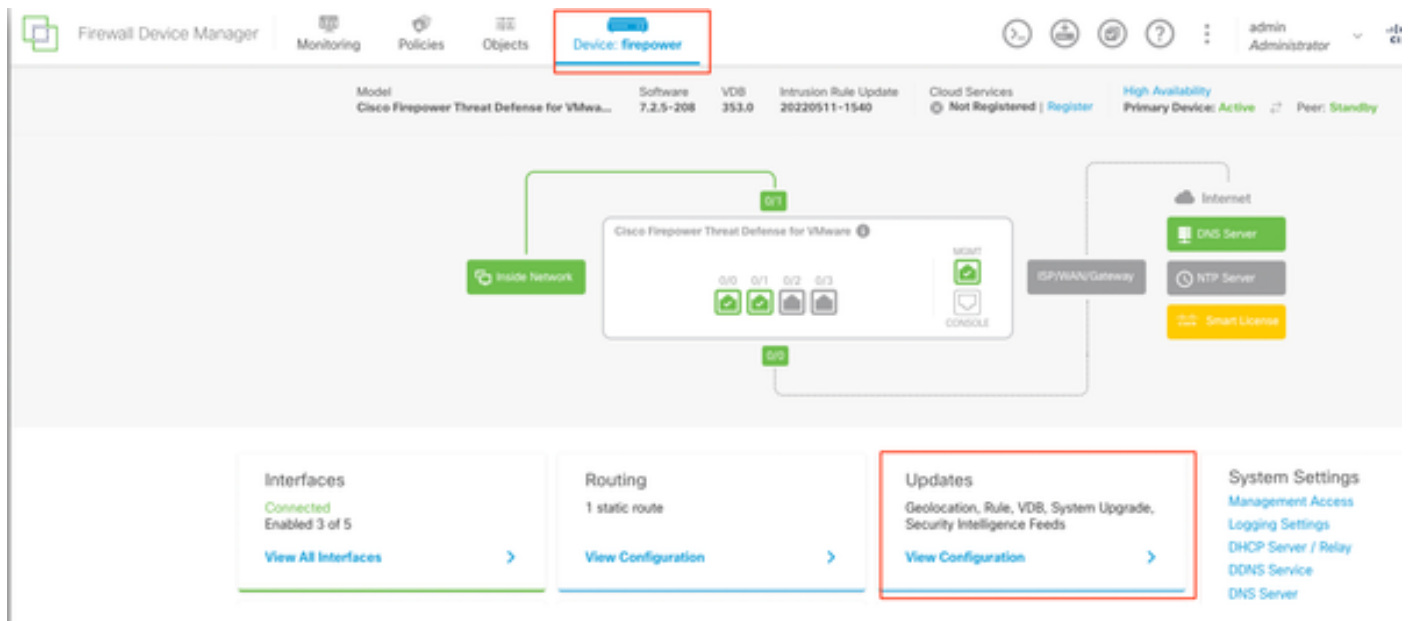 Firewall Device Manager
Monitoring
Policies
Objects
Device: firepower
admin
Administrator
Model
Cisco Firepower Threat Defense for VMwa...
Software
7.2.5-208
VDB
353.0
Intrusion Rule Update
20220511-1540
Cloud Services
Not Registered | Register
High Availability
Primary Device: Active
Peer: Standby
0/1
Internet
Cisco Firepower Threat Defense for VMware
DNS Server
MGMT
Inside Network
0/0 0/1 0/2 0/3
ISP/WAN/Gateway
NTP Server
CONSOLE
Smart License
0/0
Interfaces
Connected
Enabled 3 of 5
View All Interfaces
Routing
1 static route
View Configuration
Updates
Geolocation, Rule, VDB, System Upgrade,
Security Intelligence Feeds
View Configuration
System Settings
Management Access
Logging Settings
DHCP Server / Relay
DDNS Service
DNS Server